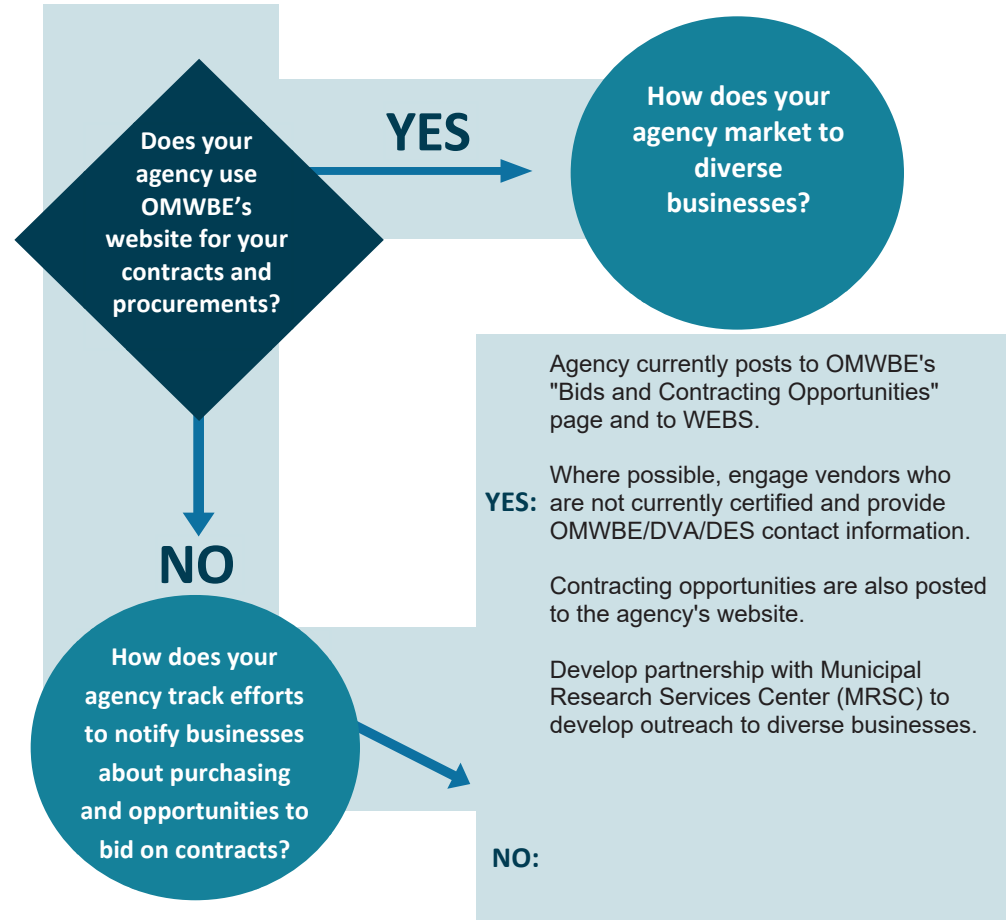 Does your
agency use
OMWBE’s
website for your
contracts and
procurements?
YES
How does your
agency market to
diverse
businesses?
NO
How does your
agency track efforts
to notify businesses
about purchasing
and opportunities to
bid on contracts?
Agency currently posts to OMWBE's
"Bids and Contracting Opportunities"
page and to WEBS.
YES:
Where possible, engage vendors who
are not currently certified and provide
OMWBE/DVA/DES contact information.
Contracting opportunities are also posted
to the agency's website.
Develop partnership with Municipal
Research Services Center (MRSC) to
develop outreach to diverse businesses.
NO: